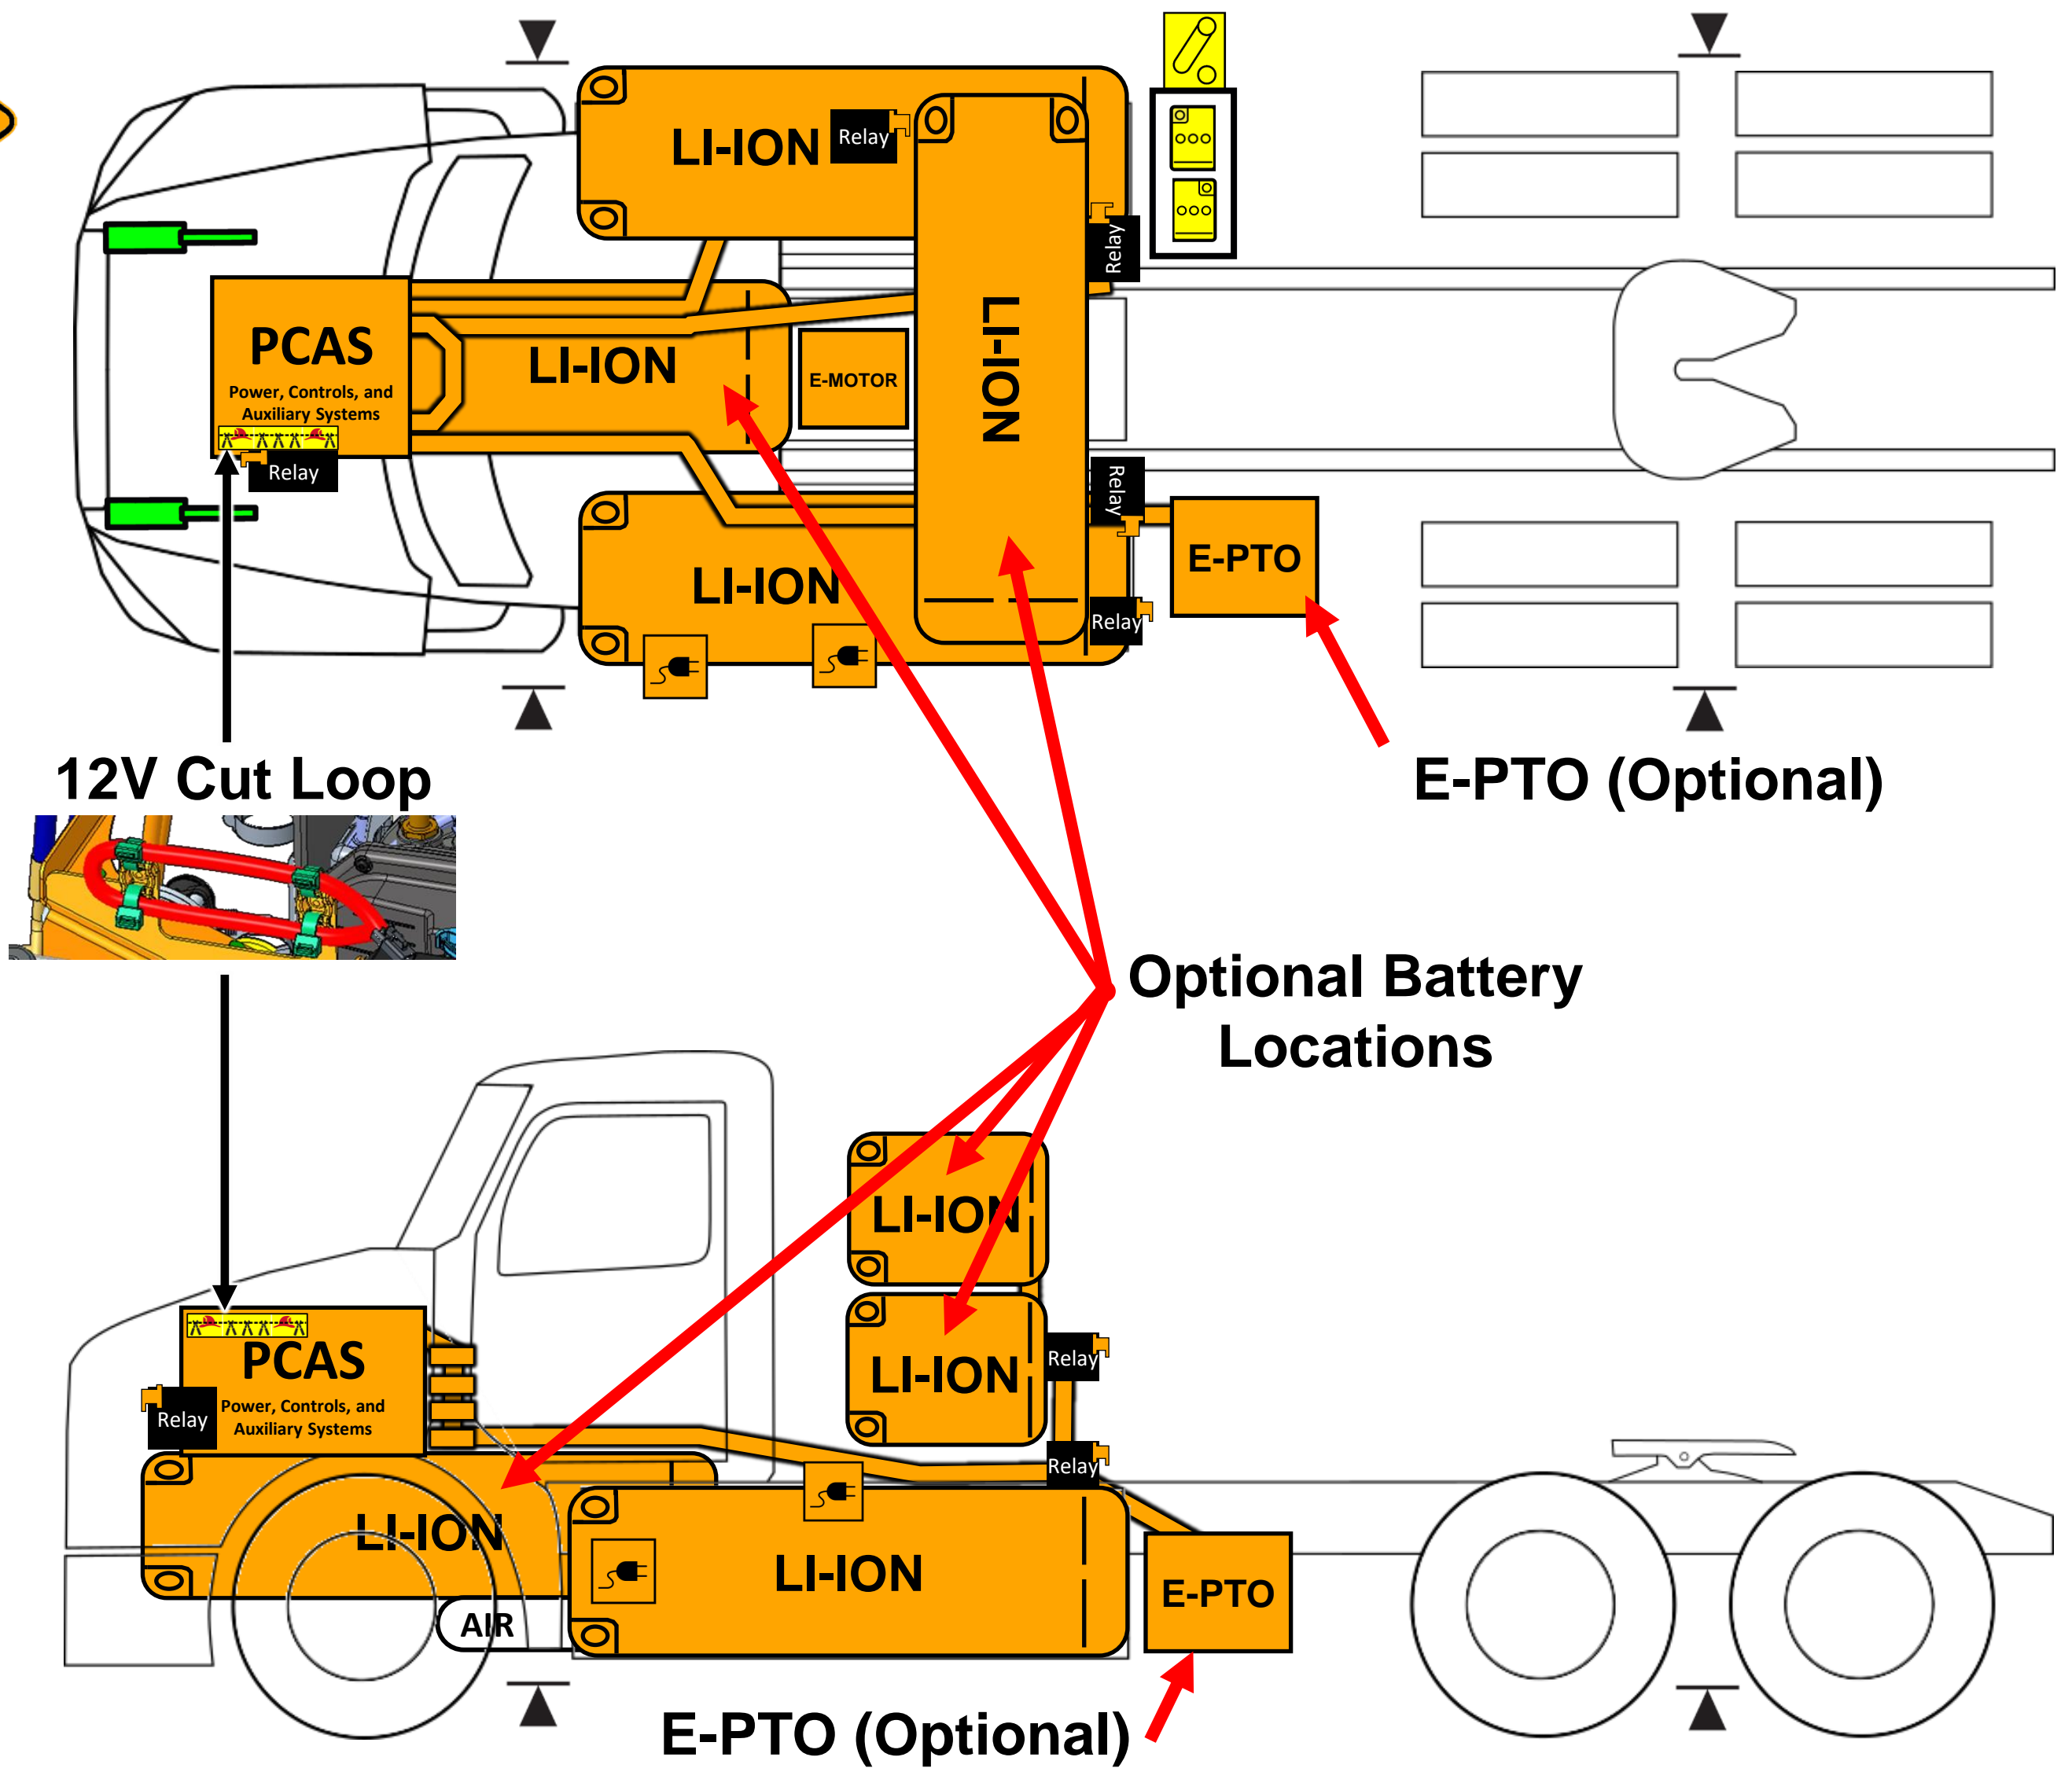 LI-ION
Relay
Relay
LI-ION
PCAS
Power, Controls, and
Auxiliary Systems
Relay
LI-ION
E-MOTOR
Relay
E-PTO
LI-ION
Relay
12V Cut Loop
E-PTO (Optional)
Optional Battery
Locations
LI-ION
LI-ION
Relay
PCAS
Power, Controls, and
Auxiliary Systems
Relay
Relay
LI-ION
LI-ION
AIR
E-PTO
E-PTO (Optional)